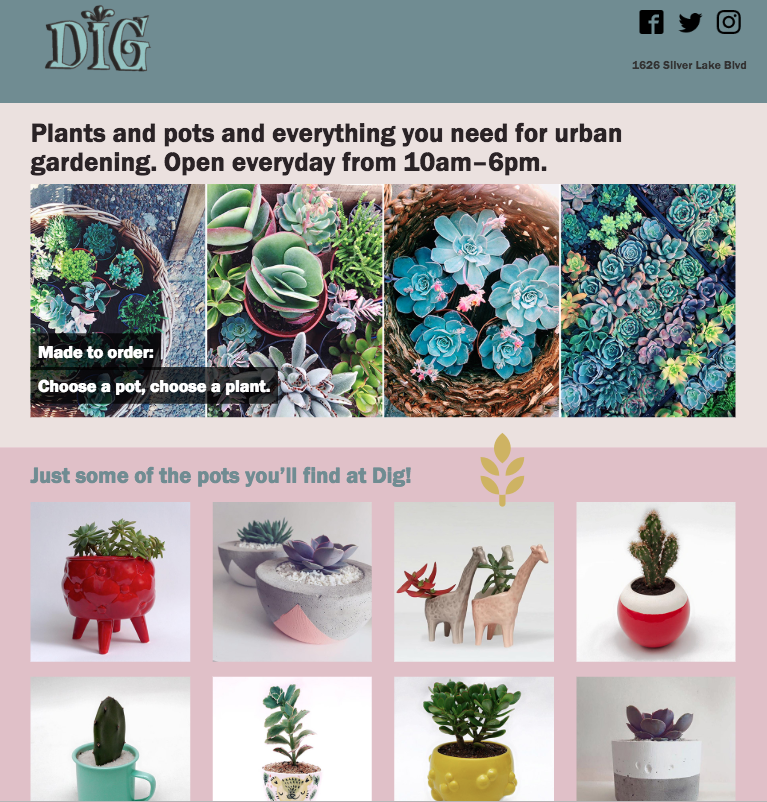 DIG
1626 Silver Lake Blvd
Plants and pots and everything you need for urban
gardening. Open everyday from 10am–6pm.
Made to order:
Choose a pot, choose a plant.
Just some of the pots you’ll find at Dig!